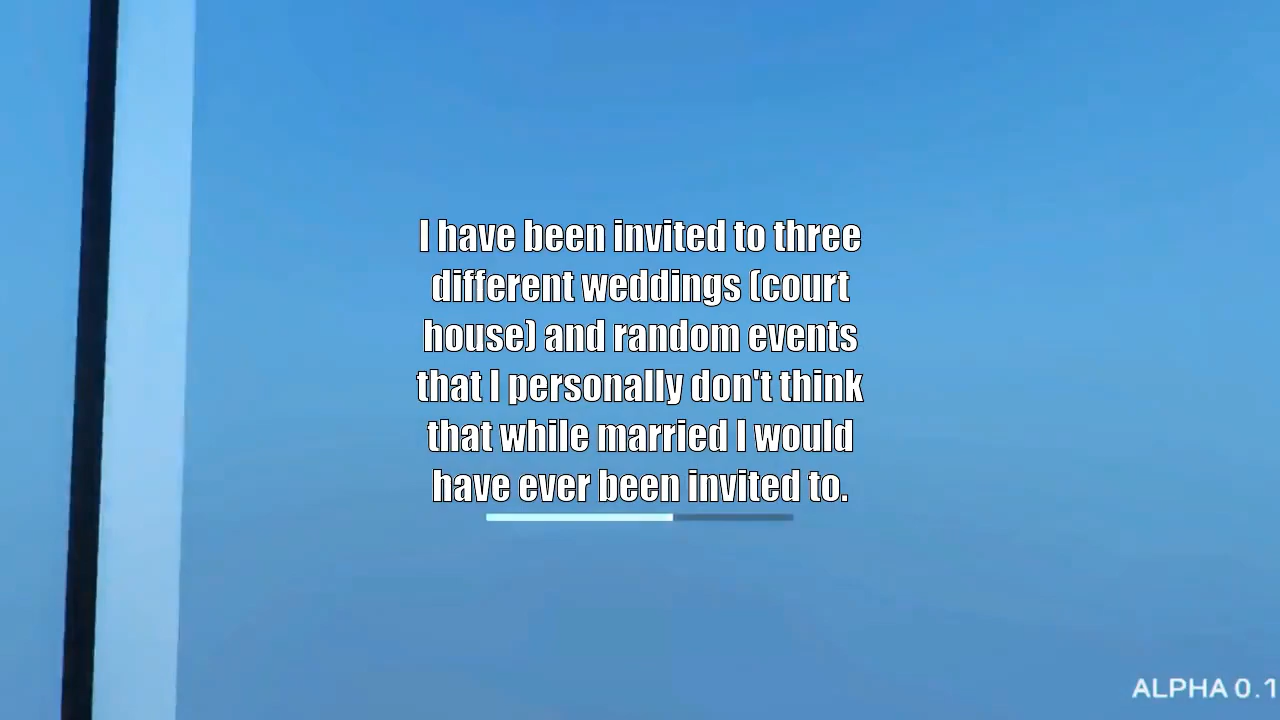 I have been invited to three
different weddings (court
house) and random events
that I personally don't think
that while married I would
have ever been invited to.
ALPHA 0.1